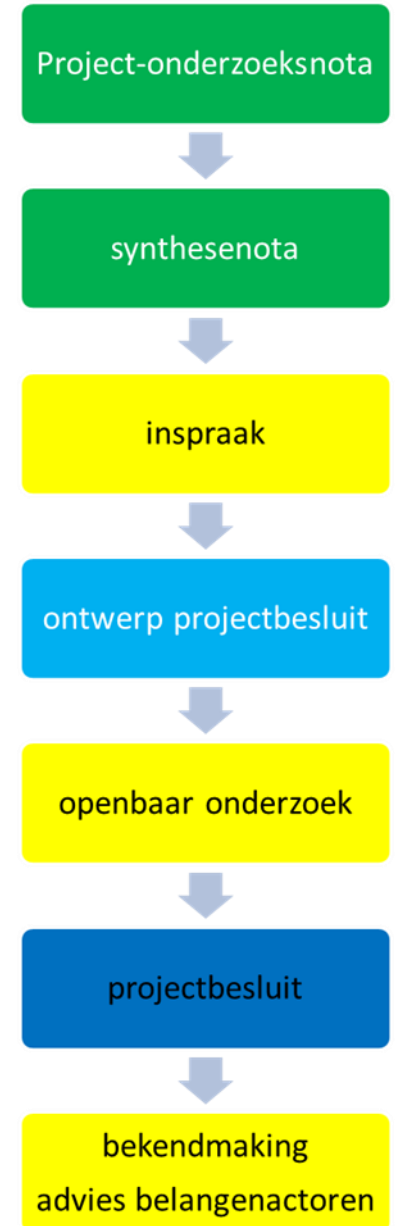 Project-onderzoeksnota
synthesenota
inspraak
ontwerp projectbesluit
openbaar onderzoek
projectbesluit
bekendmaking
advies belangenactoren